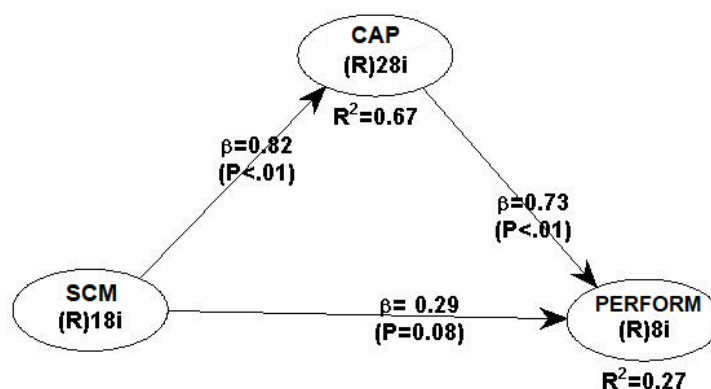 CAP
(R)28i
R²=0.67
β=0.82
(P<.01)
β=0.73
(P<.01)
SCM
(R)18i
β= 0.29
(P=0.08)
PERFORM
(R)8i
R²=0.27